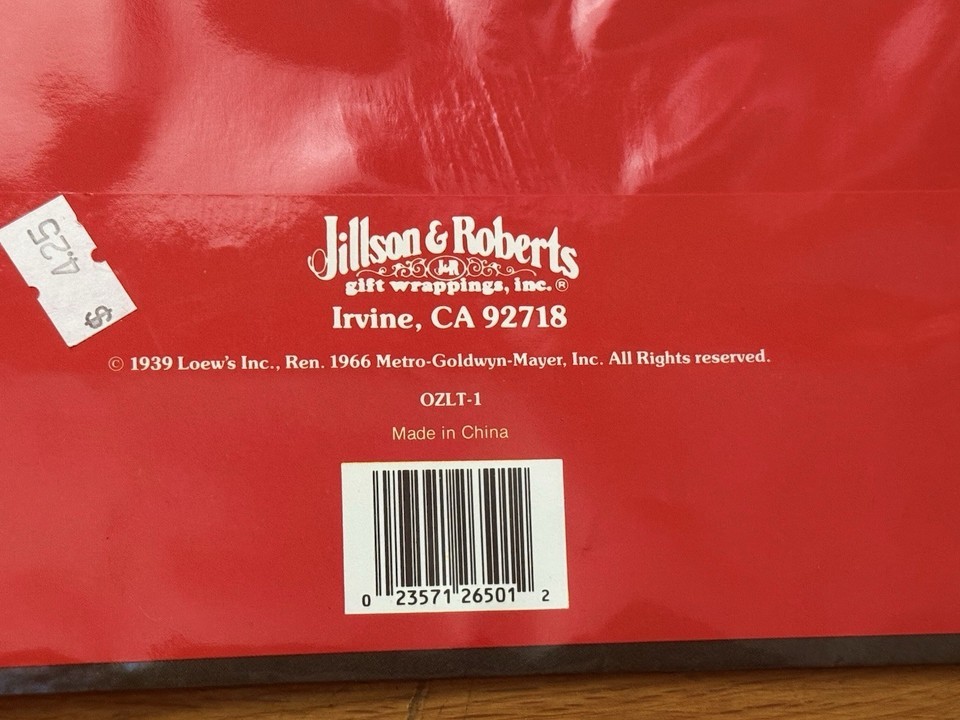 $ 4.25
Jillson & Roberts
J&R
gift wrappings, inc.®
Irvine, CA 92718
© 1939 Loew's Inc., Ren. 1966 Metro-Goldwyn-Mayer, Inc. All Rights reserved.
OZLT-1
Made in China
0 23571 26501 2